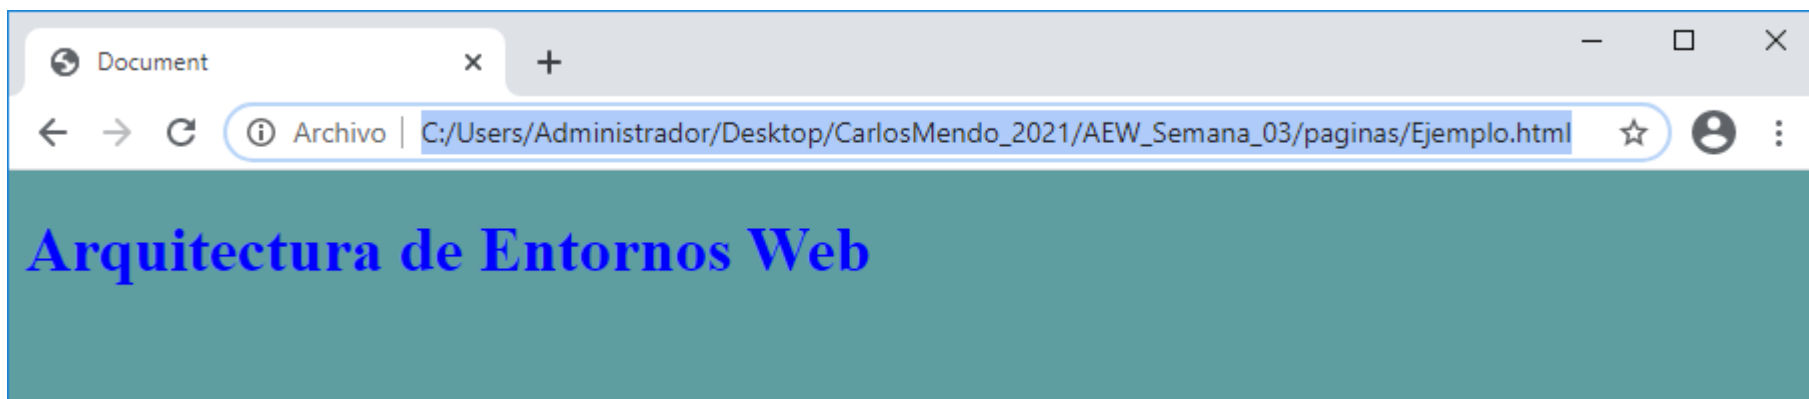 Document
Archivo C:/Users/Administrador/Desktop/CarlosMendo_2021/AEW_Semana_03/paginas/Ejemplo.html
Arquitectura de Entornos Web